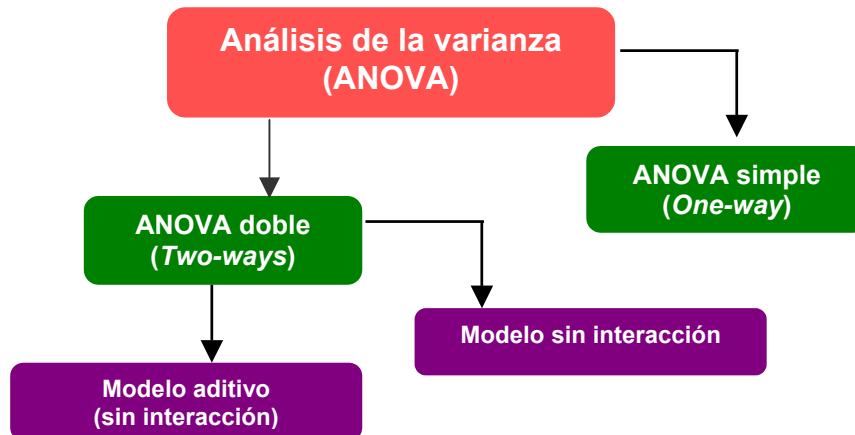 Análisis de la varianza
(ANOVA)
ANOVA simple
(One-way)
ANOVA doble
(Two-ways)
Modelo sin interacción
Modelo aditivo
(sin interacción)